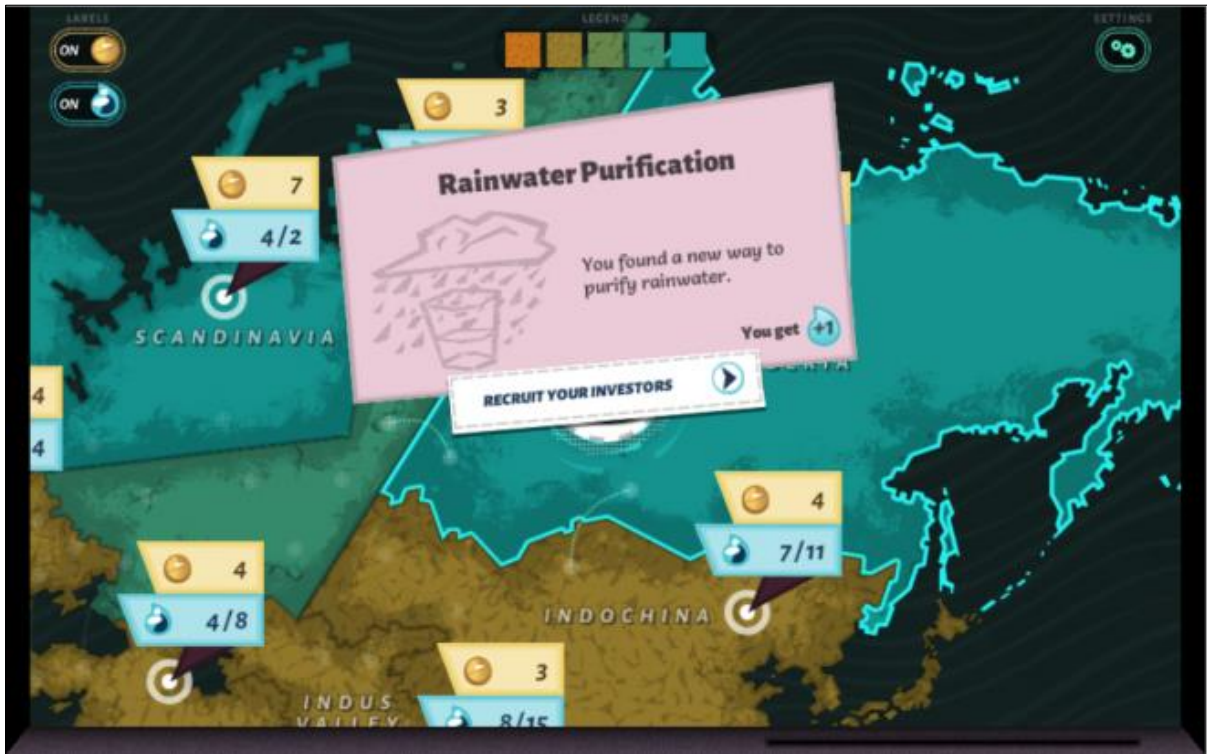 LABELS
LEGEND
SETTINGS
ON
ON
3
7
4/2
Rainwater Purification
You found a new way to
purify rainwater.
You get +1
SCANDINAVIA
RECRUIT YOUR INVESTORS
4
4
4
7/11
INDOCHINA
4
4/8
3
8/15
INDUS
VALLEY